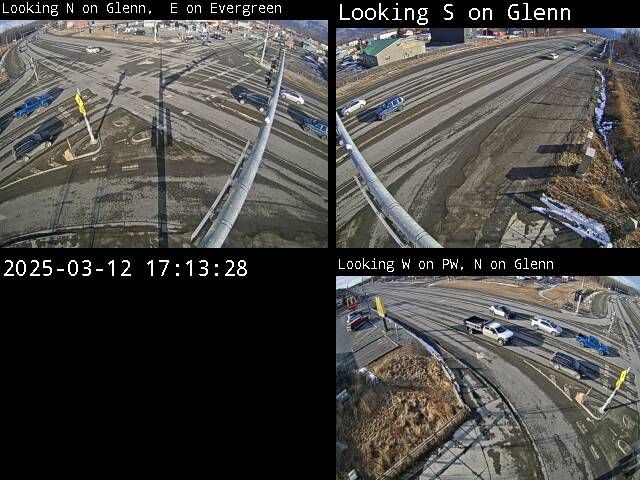 Looking N on Glenn,  E on Evergreen
Looking S on Glenn
2025-03-12 17:13:28
Looking W on PW, N on Glenn